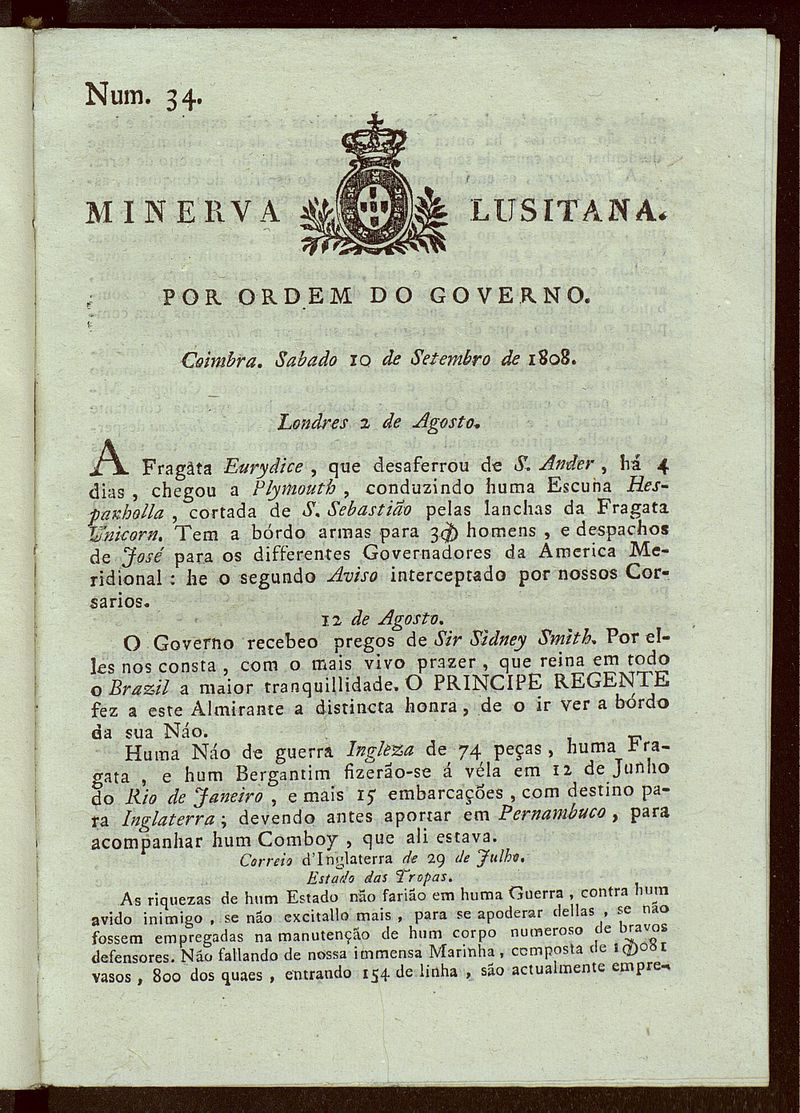 Num. 34.
MINERVA LUSITANA.
POR ORDEM DO GOVERNO.
Coimbra. Sabado 10 de Setembro de 1808.
Londres 2 de Agosto.
A Fragàta Eurydice , que desaferrou de S. Ander , há 4
dias , chegou a Plymouth , conduzindo huma Escuna Hes-
panholla , cortada de S. Sebastião pelas lanchas da Fragata
Unicorn. Tem a bórdo armas para 3ↀ homens , e despachos
de José para os differentes Governadores da America Me-
ridional : he o segundo Aviso interceptado por nossos Cor-
sarios.
12 de Agosto.
O Governo recebeo pregos de Sir Sidney Smith. Por el-
les nos consta , com o mais vivo prazer , que reina em todo
o Brazil a maior tranquillidade. O PRINCIPE REGENTE
fez a este Almirante a distincta honra , de o ir ver a bórdo
da sua Náo.
Huma Náo de guerra Ingleza de 74 peças , huma Fra-
gata , e hum Bergantim fizerão-se á véla em 12 de Junho
do Rio de Janeiro , e mais 15 embarcações , com destino pa-
ra Inglaterra ; devendo antes aportar em Pernambuco , para
acompanhar hum Comboy , que ali estava.
Correio d'Inglaterra de 29 de Julho.
Estado das Tropas.
As riquezas de hum Estado não farião em huma Guerra , contra hum
avido inimigo , se não excitallo mais , para se apoderar dellas , se não
fossem empregadas na manutenção de hum corpo numeroso de bravos
defensores. Não fallando de nossa immensa Marinha , composta de 1ↀ081
vasos , 800 dos quaes , entrando 154 de linha , são actualmente empre-